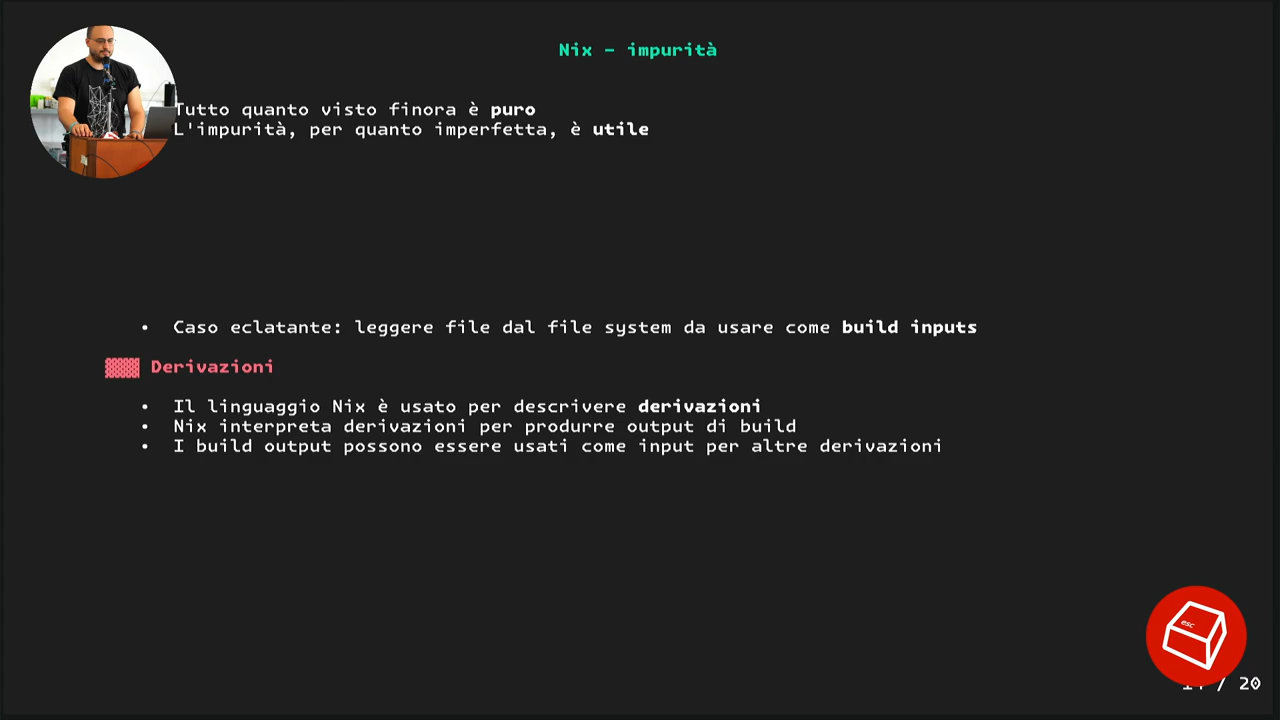 Nix - impurità
Tutto quanto visto finora è puro
L'impurità, per quanto imperfetta, è utile
• Caso eclatante: leggere file dal file system da usare come build inputs
Derivazioni
• Il linguaggio Nix è usato per descrivere derivazioni
• Nix interpreta derivazioni per produrre output di build
• I build output possono essere usati come input per altre derivazioni
esc
/ 20